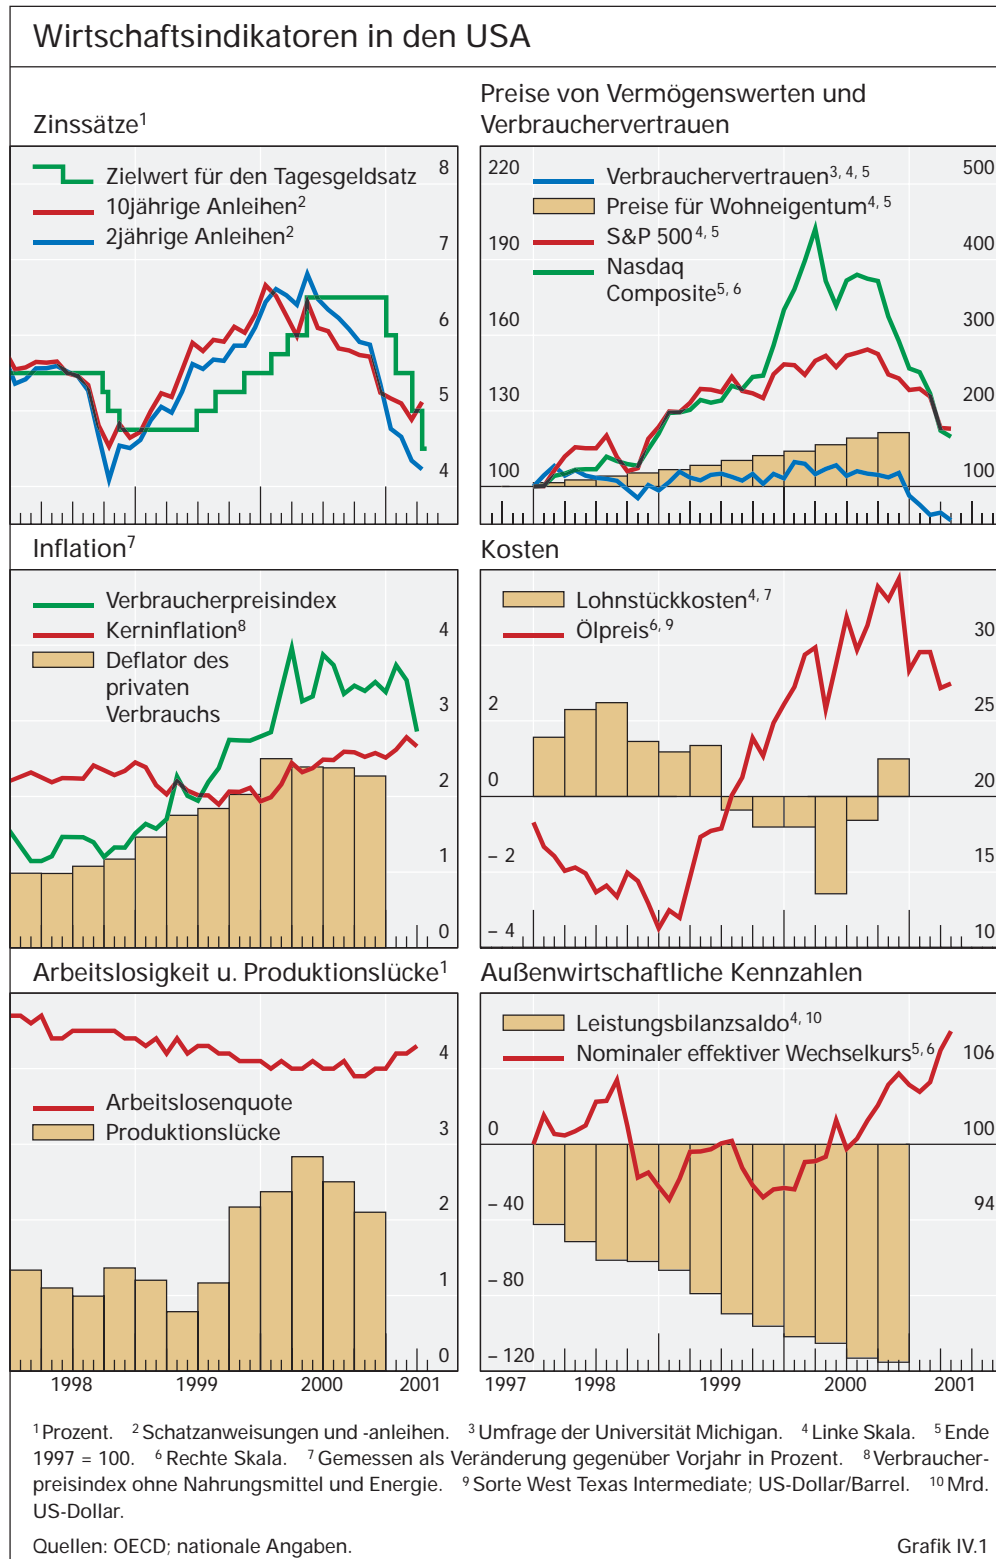 Wirtschaftsindikatoren in den USA
Zinssätze¹
Zielwert für den Tagesgeldsatz
10jährige Anleihen²
2jährige Anleihen²
8
7
6
5
4
Preise von Vermögenswerten und
Verbrauchervertrauen
Verbrauchervertrauen³, ⁴, ⁵
Preise für Wohneigentum⁴, ⁵
S&P 500⁴, ⁵
Nasdaq
Composite⁵, ⁶
220
190
160
130
100
500
400
300
200
100
Inflation⁷
Verbraucherpreisindex
Kerninflation⁸
Deflator des
privaten
Verbrauchs
4
3
2
1
0
Kosten
Lohnstückkosten⁴, ⁷
Ölpreis⁶, ⁹
2
0
– 2
– 4
30
25
20
15
10
Arbeitslosigkeit u. Produktionslücke¹
Arbeitslosenquote
Produktionslücke
4
3
2
1
0
1998
1999
2000
2001
Außenwirtschaftliche Kennzahlen
Leistungsbilanzsaldo⁴, ¹⁰
Nominaler effektiver Wechselkurs⁵, ⁶
0
– 40
– 80
– 120
106
100
94
1997
1998
1999
2000
2001
¹ Prozent. ² Schatzanweisungen und -anleihen. ³ Umfrage der Universität Michigan. ⁴ Linke Skala. ⁵ Ende
1997 = 100. ⁶ Rechte Skala. ⁷ Gemessen als Veränderung gegenüber Vorjahr in Prozent. ⁸ Verbraucher-
preisindex ohne Nahrungsmittel und Energie. ⁹ Sorte West Texas Intermediate; US-Dollar/Barrel. ¹⁰ Mrd.
US-Dollar.
Quellen: OECD; nationale Angaben.
Grafik IV.1